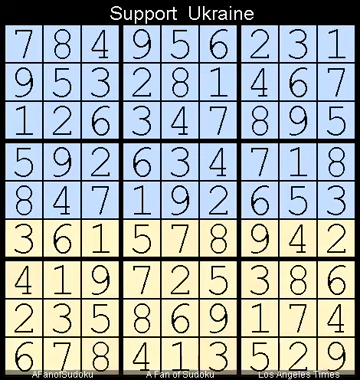 Support Ukraine
7 8 4 9 5 6 2 3 1
9 5 3 2 8 1 4 6 7
1 2 6 3 4 7 8 9 5
5 9 2 6 3 4 7 1 8
8 4 7 1 9 2 6 5 3
3 6 1 5 7 8 9 4 2
4 1 9 7 2 5 3 8 6
2 3 5 8 6 9 1 7 4
6 7 8 4 1 3 5 2 9
AFanofSudoku A Fan of Sudoku Los Angeles Times